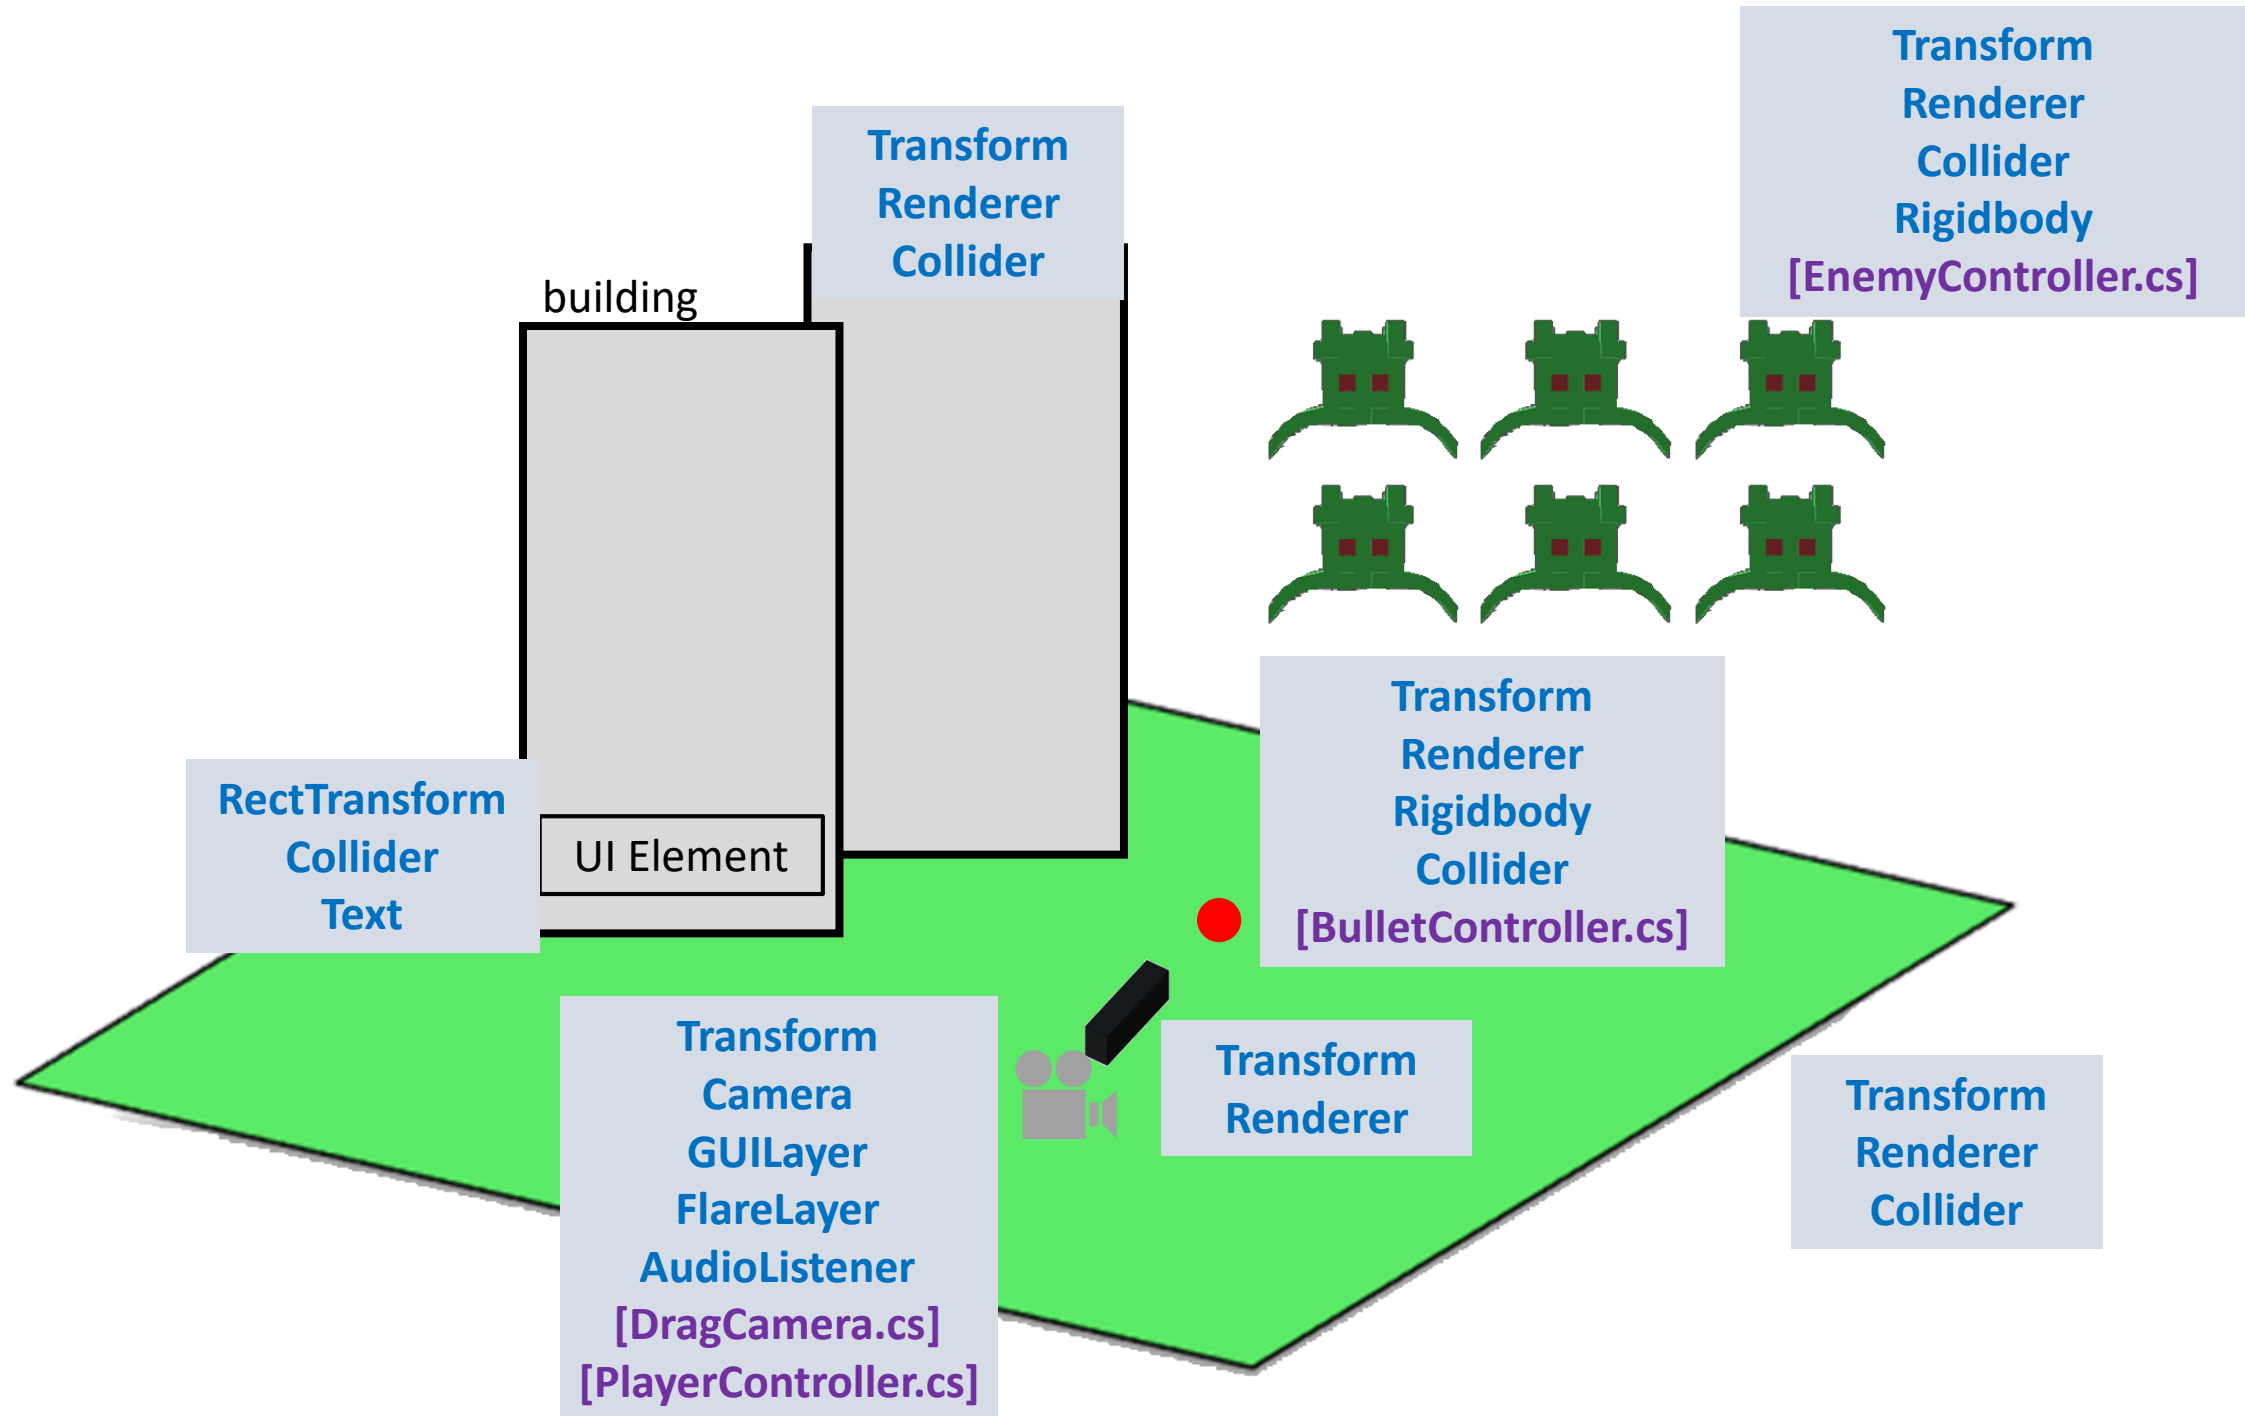 Transform
Renderer
Collider
Rigidbody
[EnemyController.cs]
Transform
Renderer
Collider
building
Transform
Renderer
Rigidbody
Collider
[BulletController.cs]
RectTransform
Collider
Text
UI Element
Transform
Camera
GUILayer
FlareLayer
AudioListener
[DragCamera.cs]
[PlayerController.cs]
Transform
Renderer
Transform
Renderer
Collider